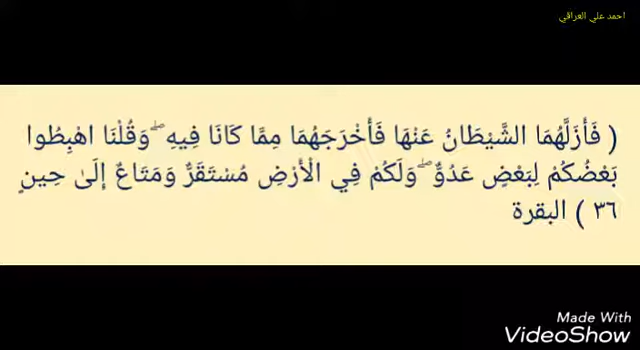 احمد علي العراقي
( فَأَزَلَّهُمَا الشَّيْطَانُ عَنْهَا فَأَخْرَجَهُمَا مِمَّا كَانَا فِيهِ ۖ وَقُلْنَا اهْبِطُوا
بَعْضُكُمْ لِبَعْضٍ عَدُوٌّ ۖ وَلَكُمْ فِي الْأَرْضِ مُسْتَقَرٌّ وَمَتَاعٌ إِلَىٰ حِينٍ
٣٦ ) البقرة
Made With
VideoShow